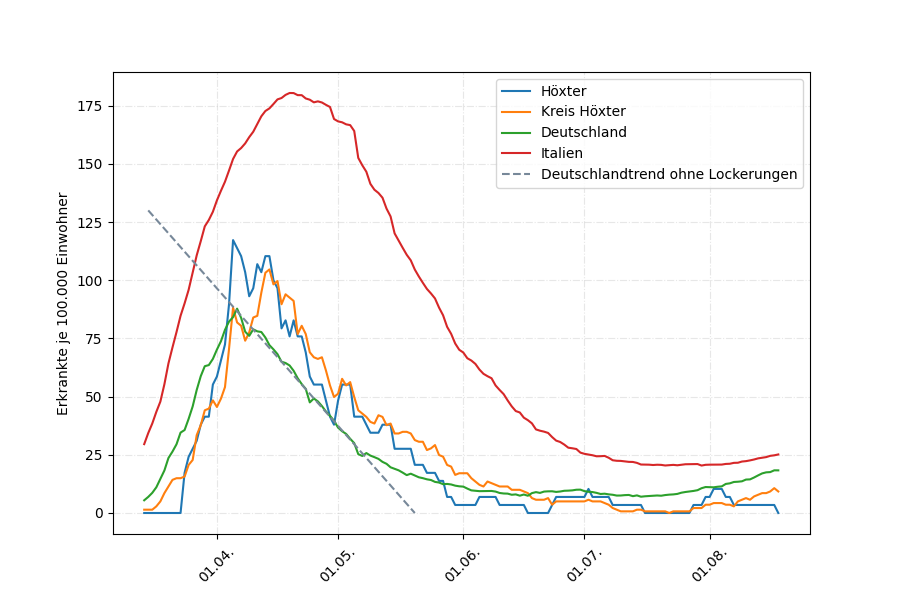 Höxter
Kreis Höxter
Deutschland
Italien
Deutschlandtrend ohne Lockerungen
Erkrankte je 100.000 Einwohner
175
150
125
100
75
50
25
0
01.04.
01.05.
01.06.
01.07.
01.08.